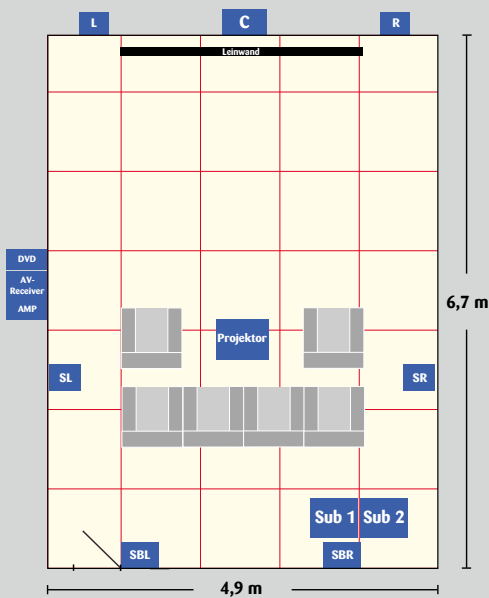 L
C
R
Leinwand
DVD
AV-
Receiver
AMP
6,7 m
Projektor
SL
SR
Sub 1
Sub 2
SBL
SBR
4,9 m